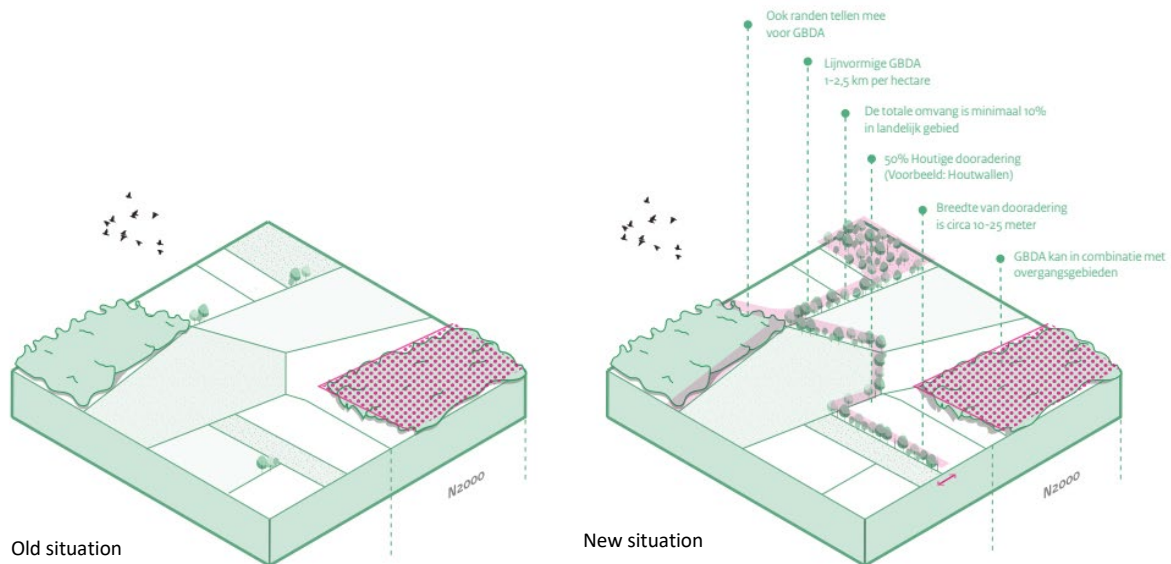 Ook randen tellen mee
voor GBDA
Lijnvormige GBDA
1-2,5 km per hectare
De totale omvang is minimaal 10%
in landelijk gebied
50% Houtige dooradering
(Voorbeeld: Houtwallen)
Breedte van dooradering
is circa 10-25 meter
GBDA kan in combinatie met
overgangsgebieden
N2000
N2000
Old situation
New situation